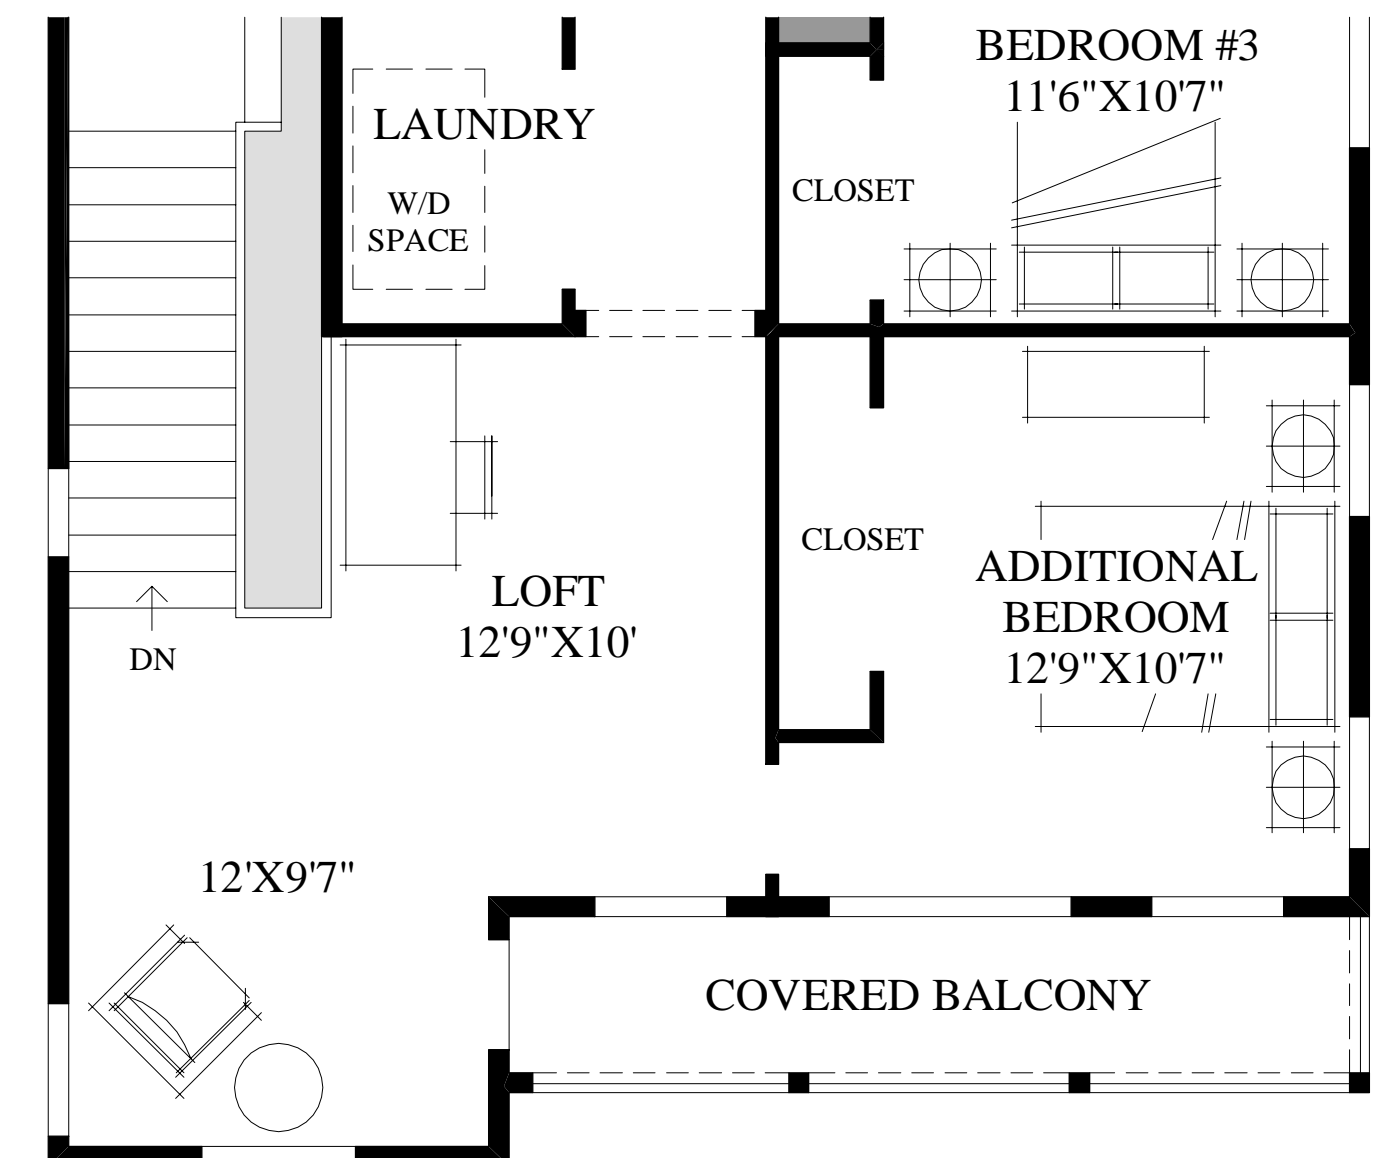 BEDROOM #3
11'6"X10'7"
LAUNDRY
W/D
SPACE
CLOSET
CLOSET
ADDITIONAL
BEDROOM
12'9"X10'7"
LOFT
12'9"X10'
DN
12'X9'7"
COVERED BALCONY